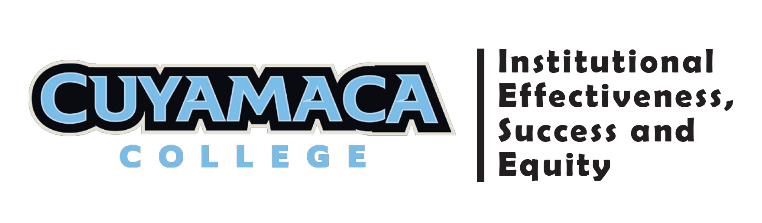 CUYAMACA
COLLEGE
Institutional
Effectiveness,
Success and
Equity